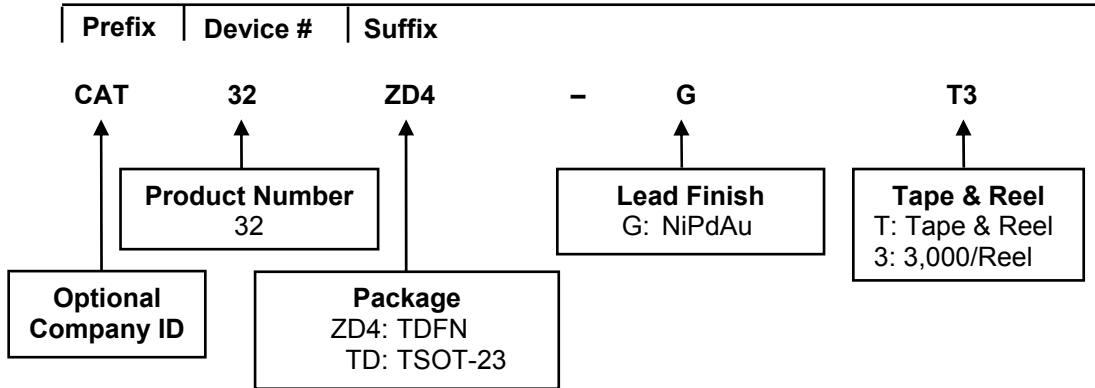 Prefix Device # Suffix
CAT 32 ZD4 – G T3
Product Number
32
Lead Finish
G: NiPdAu
Tape & Reel
T: Tape & Reel
3: 3,000/Reel
Optional
Company ID
Package
ZD4: TDFN
TD: TSOT-23